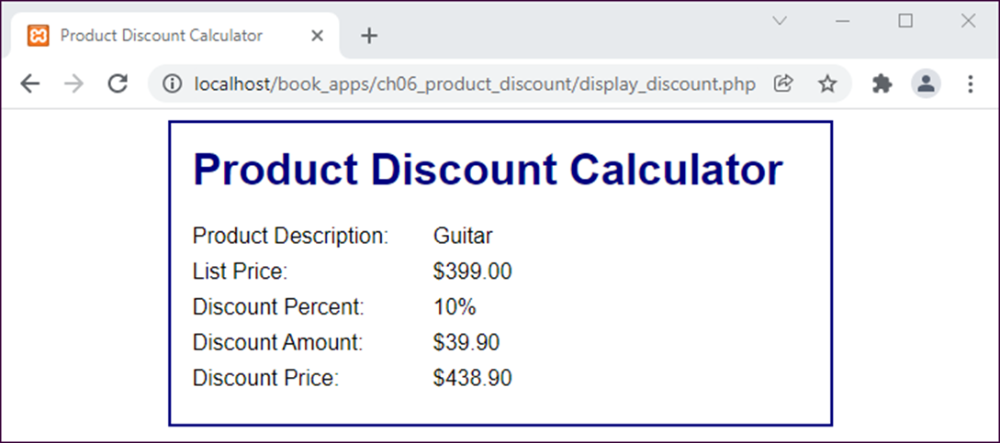 Product Discount Calculator
localhost/book_apps/ch06_product_discount/display_discount.php
Product Discount Calculator
Product Description: Guitar
List Price: $399.00
Discount Percent: 10%
Discount Amount: $39.90
Discount Price: $438.90